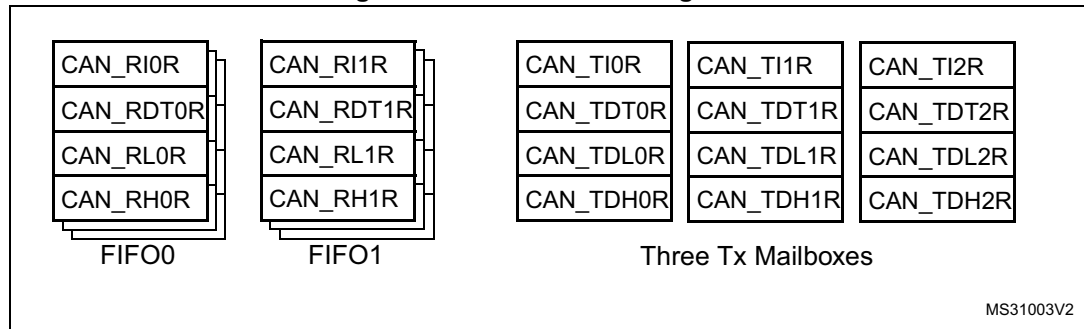 CAN_RI0R CAN_RI1R CAN_TI0R CAN_TI1R CAN_TI2R
CAN_RDT0R CAN_RDT1R CAN_TDT0R CAN_TDT1R CAN_TDT2R
CAN_RL0R CAN_RL1R CAN_TDL0R CAN_TDL1R CAN_TDL2R
CAN_RH0R CAN_RH1R CAN_TDH0R CAN_TDH1R CAN_TDH2R
FIFO0 FIFO1 Three Tx Mailboxes
MS31003V2